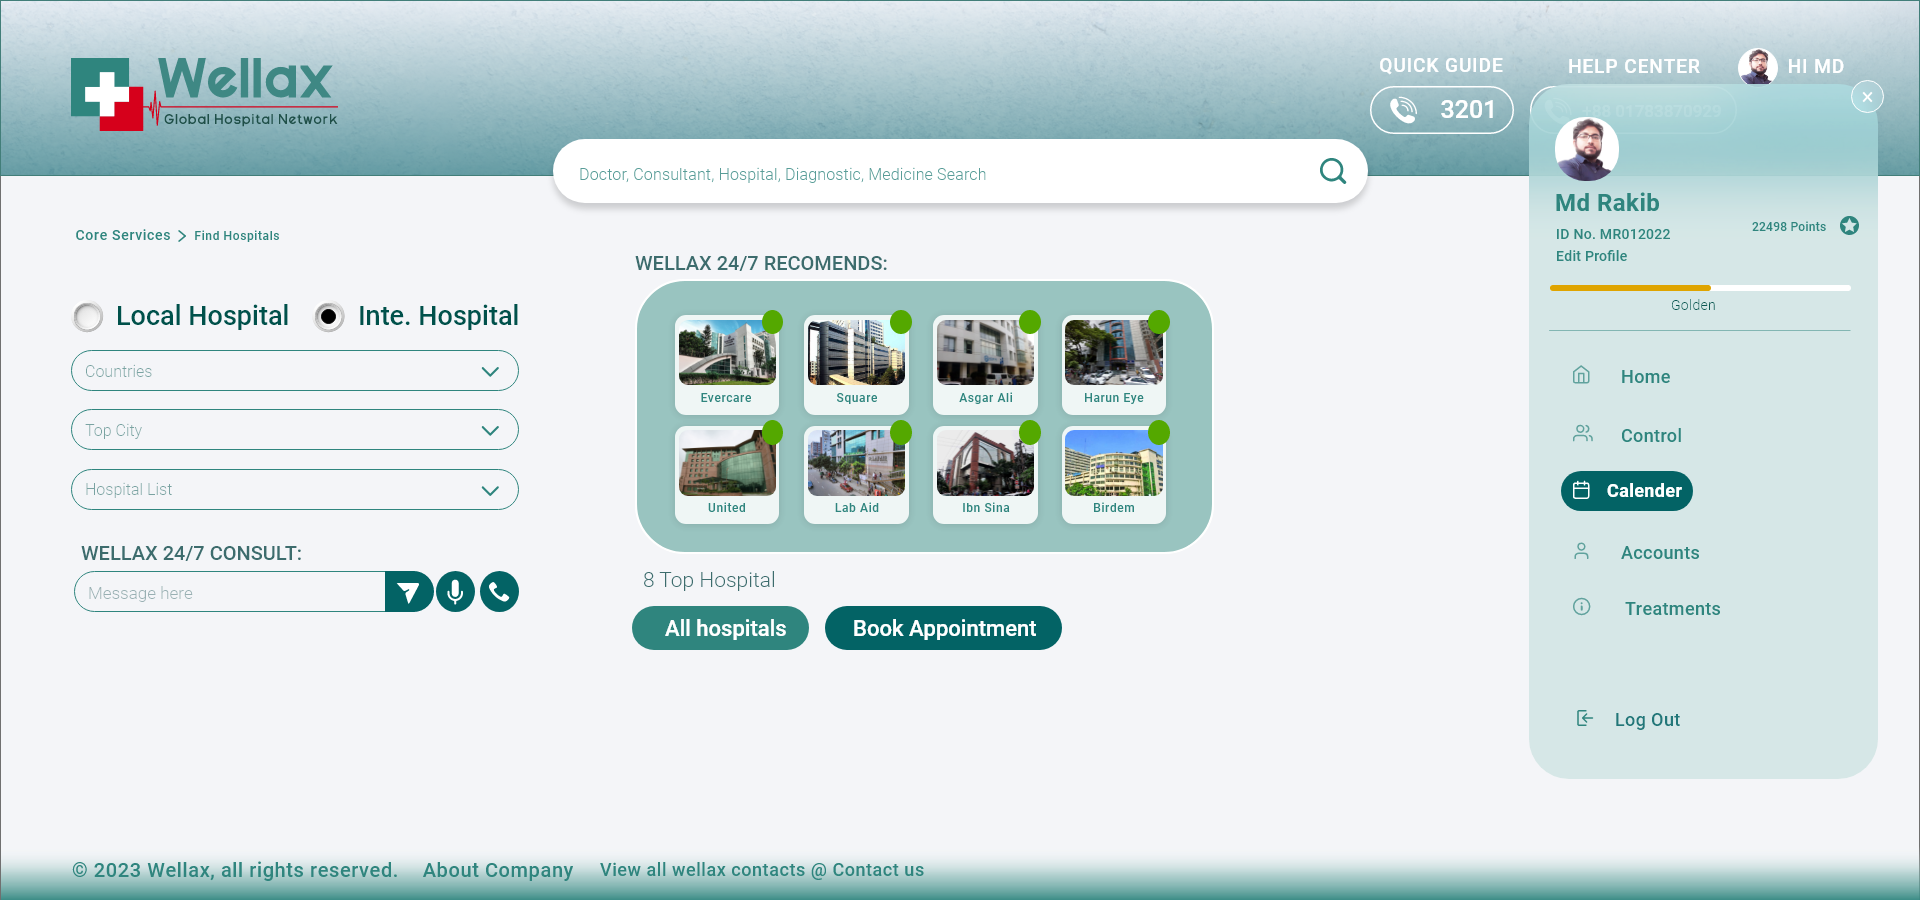 Wellax
Global Hospital Network
QUICK GUIDE
HELP CENTER
HI MD
3201
+88 01783870929
Doctor, Consultant, Hospital, Diagnostic, Medicine Search
Md Rakib
22498 Points
ID No. MR012022
Edit Profile
Golden
Core Services
Find Hospitals
WELLAX 24/7 RECOMENDS:
Local Hospital
Inte. Hospital
Countries
Top City
Hospital List
Evercare
Square
Asgar Ali
Harun Eye
United
Lab Aid
Ibn Sina
Birdem
Home
Control
Calender
Accounts
Treatments
Log Out
WELLAX 24/7 CONSULT:
Message here
8 Top Hospital
All hospitals
Book Appointment
© 2023 Wellax, all rights reserved.
About Company
View all wellax contacts @ Contact us